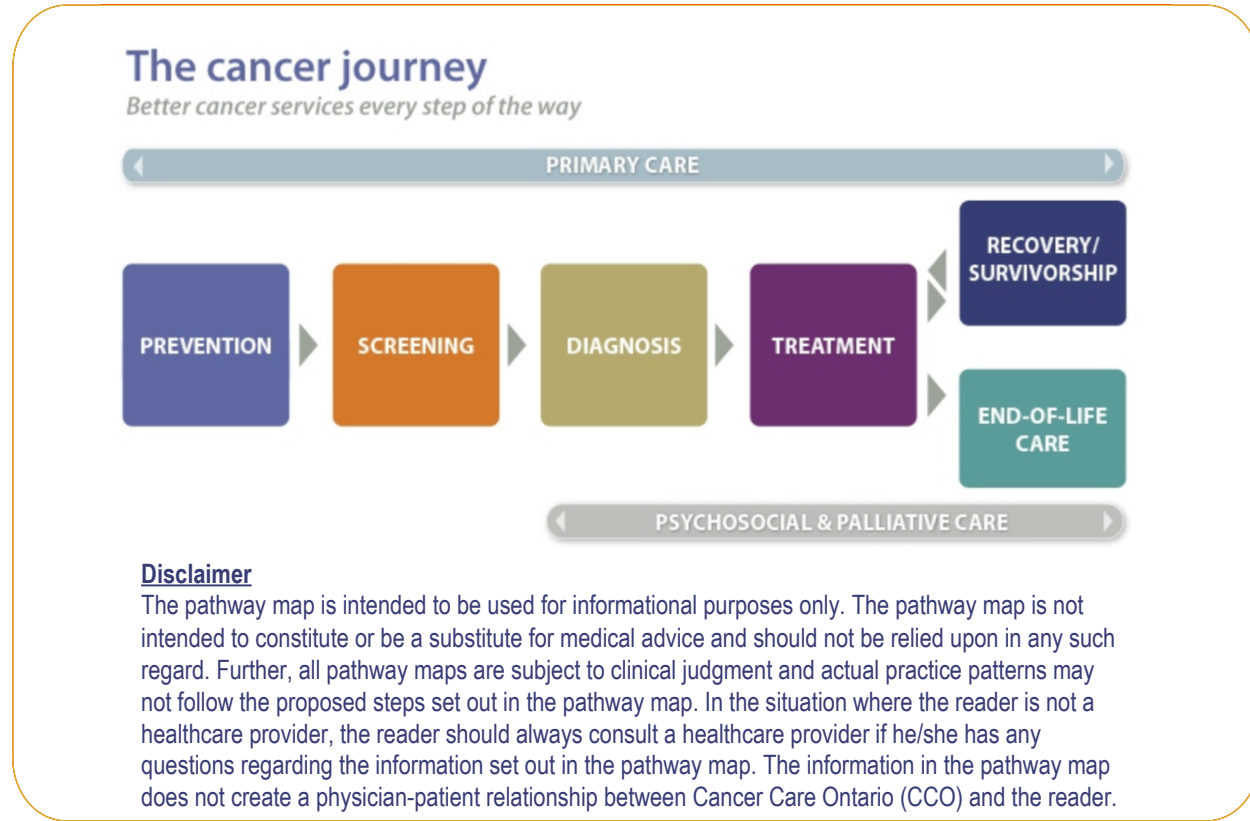 The cancer journey
Better cancer services every step of the way
PRIMARY CARE
PREVENTION
SCREENING
DIAGNOSIS
TREATMENT
RECOVERY/
SURVIVORSHIP
END-OF-LIFE
CARE
PSYCHOSOCIAL & PALLIATIVE CARE
Disclaimer
The pathway map is intended to be used for informational purposes only. The pathway map is not
intended to constitute or be a substitute for medical advice and should not be relied upon in any such
regard. Further, all pathway maps are subject to clinical judgment and actual practice patterns may
not follow the proposed steps set out in the pathway map. In the situation where the reader is not a
healthcare provider, the reader should always consult a healthcare provider if he/she has any
questions regarding the information set out in the pathway map. The information in the pathway map
does not create a physician-patient relationship between Cancer Care Ontario (CCO) and the reader.